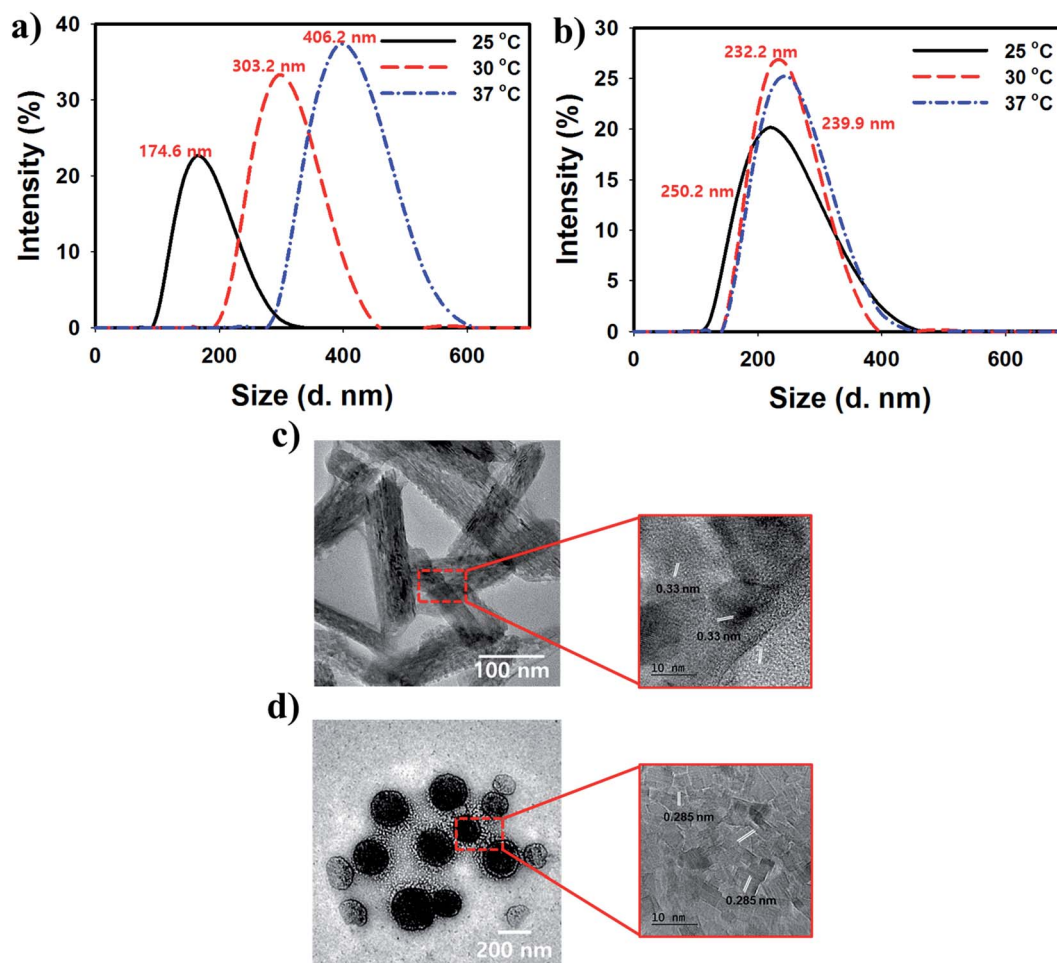 a)
40
30
20
10
0
Intensity (%)
174.6 nm
303.2 nm
406.2 nm
25 °C
30 °C
37 °C
0 200 400 600
Size (d. nm)
b)
30
25
20
15
10
5
0
Intensity (%)
232.2 nm
239.9 nm
250.2 nm
25 °C
30 °C
37 °C
0 200 400 600
Size (d. nm)
c)
100 nm
0.33 nm
0.33 nm
10 nm
d)
200 nm
0.285 nm
0.285 nm
10 nm